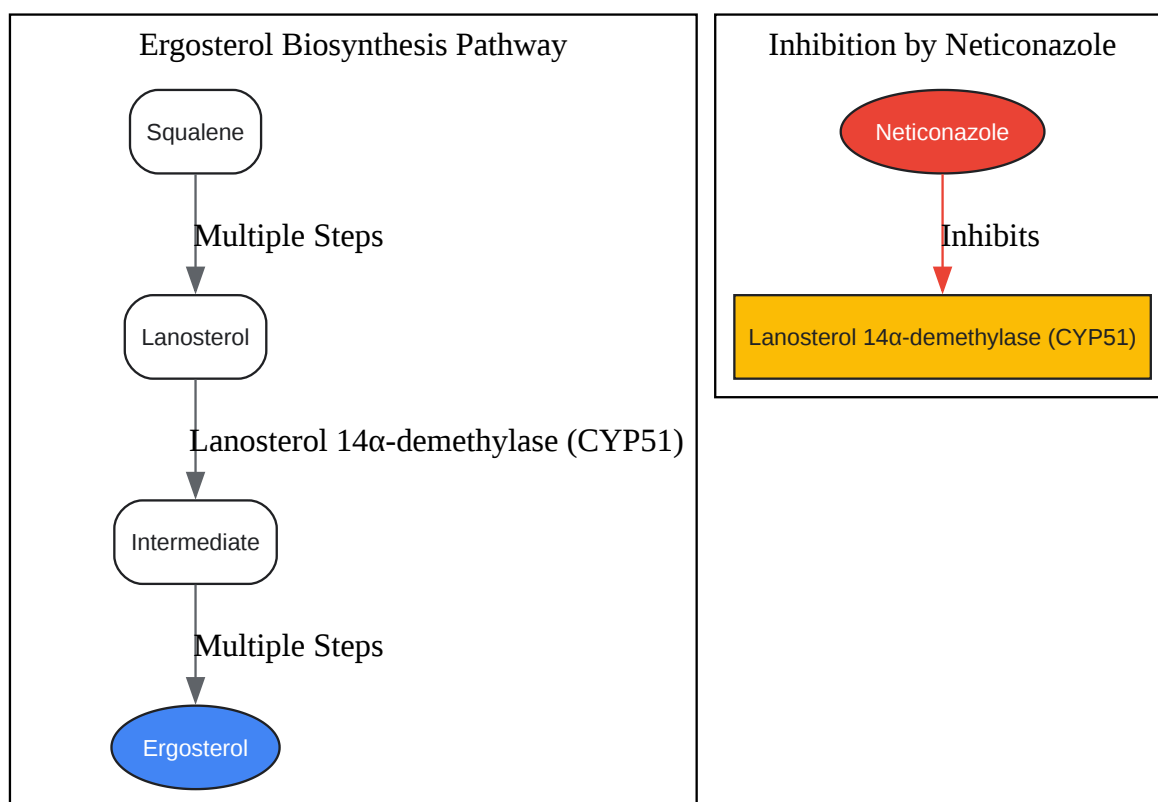 Ergosterol Biosynthesis Pathway
Squalene
Multiple Steps
Lanosterol
Lanosterol 14α-demethylase (CYP51)
Intermediate
Multiple Steps
Ergosterol
Inhibition by Neticonazole
Neticonazole
Inhibits
Lanosterol 14α-demethylase (CYP51)